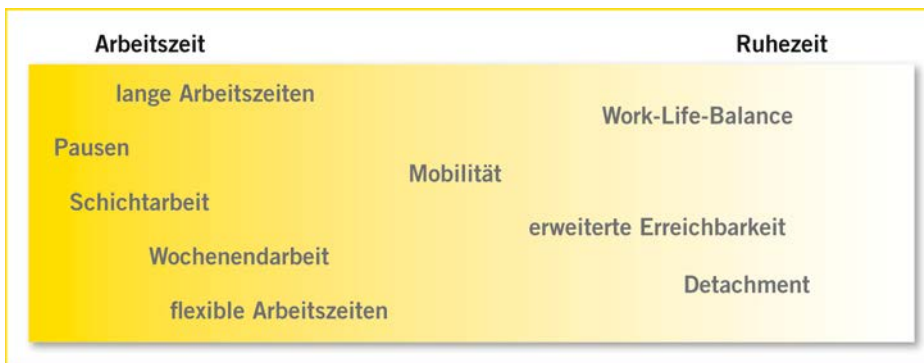 Arbeitszeit
Ruhezeit
lange Arbeitszeiten
Work-Life-Balance
Pausen
Mobilität
Schichtarbeit
erweiterte Erreichbarkeit
Wochenendarbeit
Detachment
flexible Arbeitszeiten